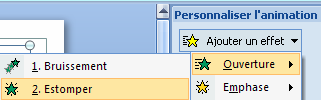 Personnaliser l'animation
Ajouter un effet
1. Bruissement
2. Estomper
Ouverture
Emphase